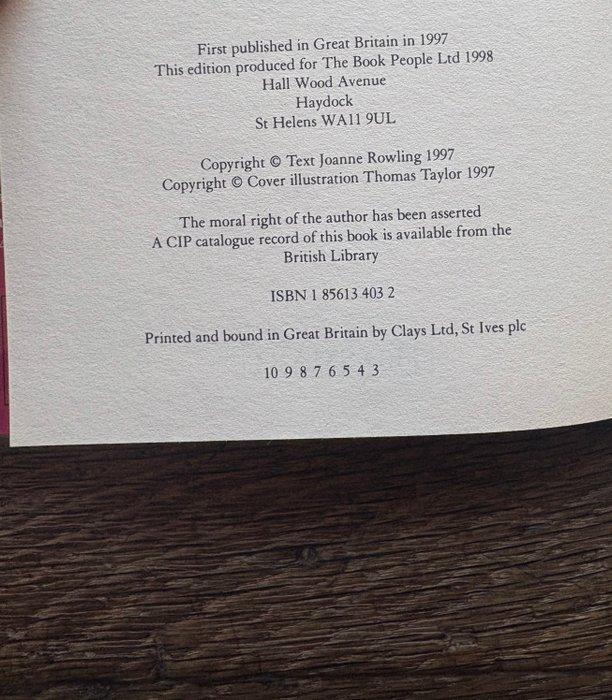 First published in Great Britain in 1997
This edition produced for The Book People Ltd 1998
Hall Wood Avenue
Haydock
St Helens WA11 9UL
Copyright © Text Joanne Rowling 1997
Copyright © Cover illustration Thomas Taylor 1997
The moral right of the author has been asserted
A CIP catalogue record of this book is available from the
British Library
ISBN 1 85613 403 2
Printed and bound in Great Britain by Clays Ltd, St Ives plc
10 9 8 7 6 5 4 3